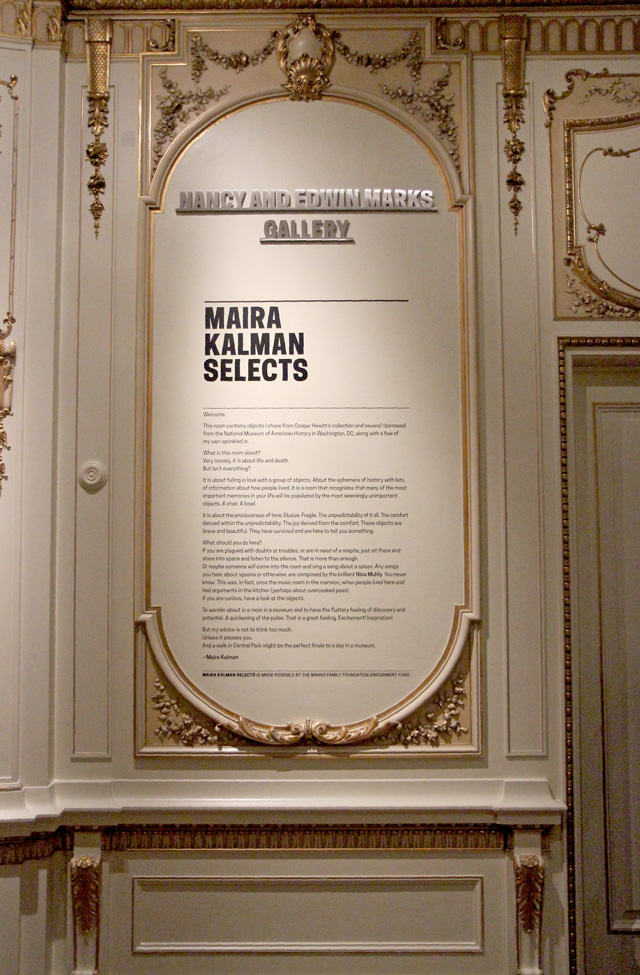 NANCY AND EDWIN MARKS
GALLERY
MAIRA
KALMAN
SELECTS
Welcome.
This room contains objects I chose from Cooper Hewitt's collection and several I borrowed
from the National Museum of American History in Washington, DC, along with a few of
my own sprinkled in.
What is this room about?
Very loosely, it is about life and death.
But isn't everything?
It is about falling in love with a group of objects. About the ephemera of history with bits
of information about how people lived. It is a room that recognizes that many of the most
important memories in your life will be populated by the most seemingly unimportant
objects. A chair. A bowl.
It is about the preciousness of time. Elusive. Fragile. The unpredictability of it all. The comfort
derived within the unpredictability. The joy derived from the comfort. These objects are
brave and beautiful. They have survived and are here to tell you something.
What should you do here?
If you are plagued with doubts or troubles, or are in need of a respite, just sit there and
stare into space and listen to the silence. That is more than enough.
Or maybe someone will come into the room and sing a song about a spoon. Any songs
you hear, about spoons or otherwise, are composed by the brilliant Nico Muhly. You never
know. This was, in fact, once the music room in the mansion, when people lived here and
had arguments in the kitchen (perhaps about overcooked peas).
If you are curious, have a look at the objects.
To wander about in a room in a museum and to have the fluttery feeling of discovery and
potential. A quickening of the pulse. That is a great feeling. Excitement! Inspiration!
But my advice is not to think too much.
Unless it pleases you.
And a walk in Central Park might be the perfect finale to a day in a museum.
—Maira Kalman
MAIRA KALMAN SELECTS IS MADE POSSIBLE BY THE MARKS FAMILY FOUNDATION ENDOWMENT FUND.